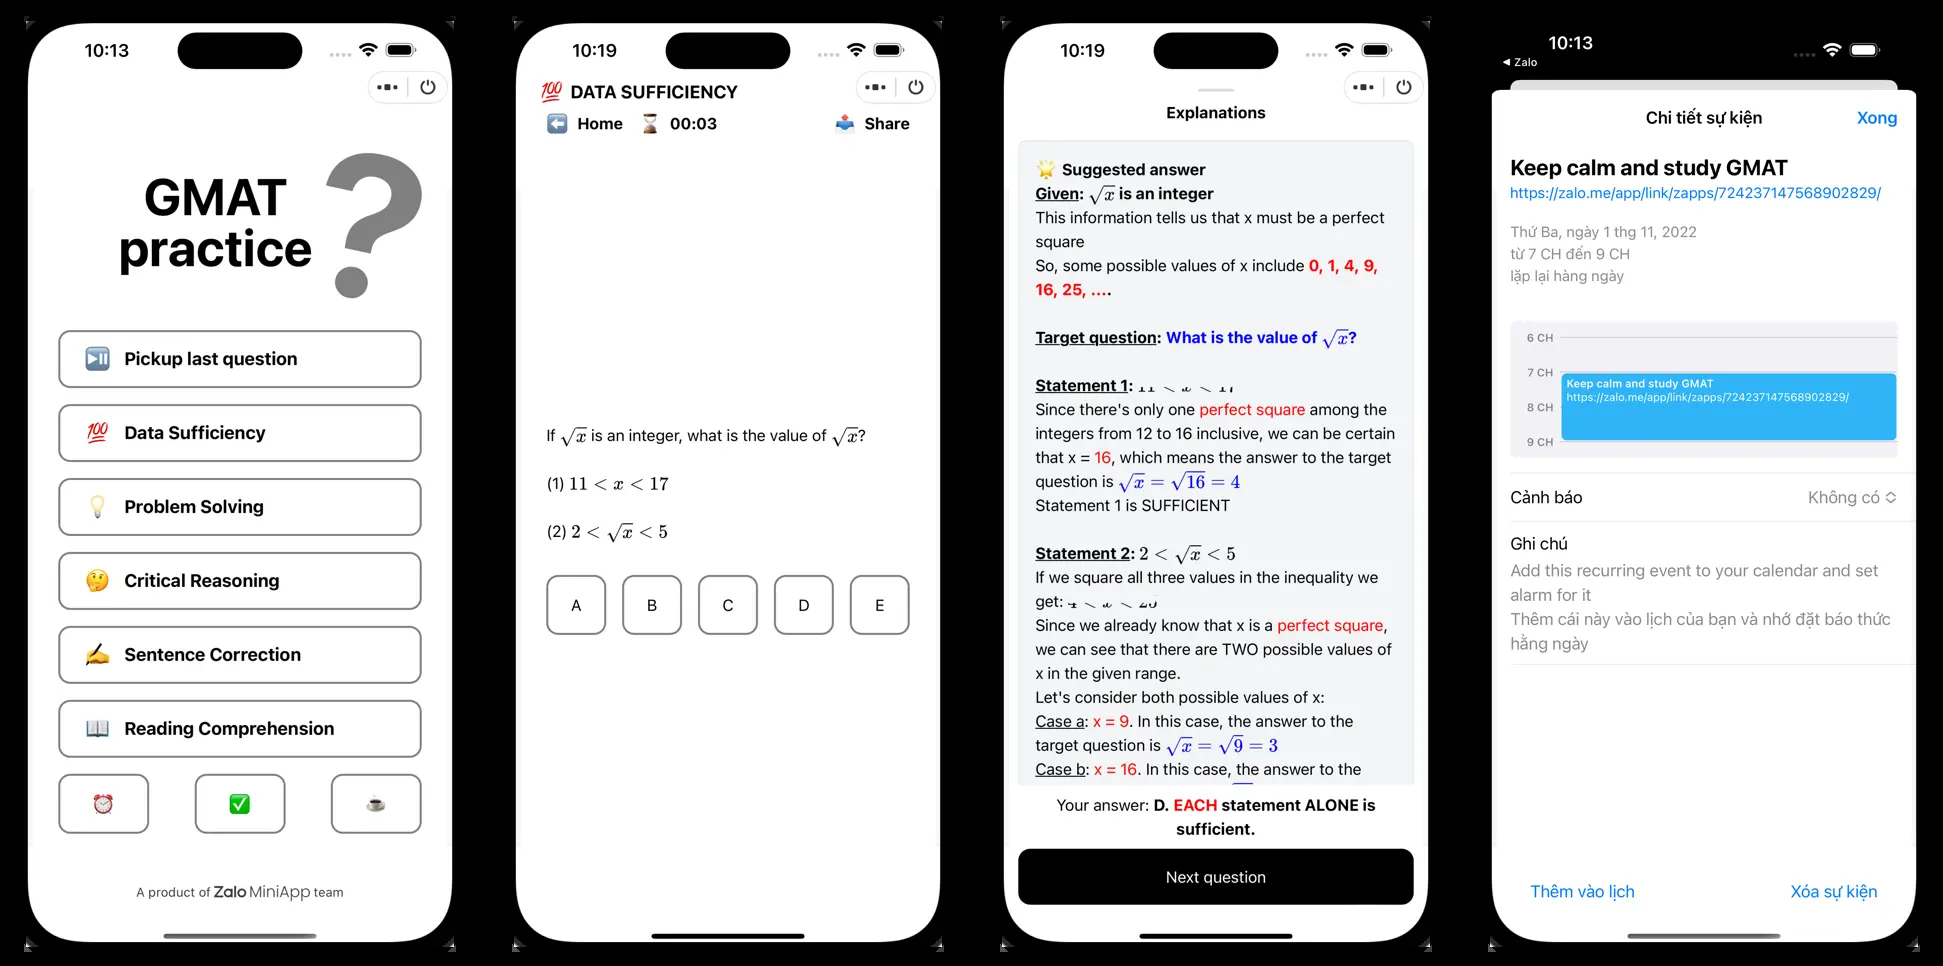 10:13
GMAT
practice
?
Pickup last question
Data Sufficiency
Problem Solving
Critical Reasoning
Sentence Correction
Reading Comprehension
A product of Zalo MiniApp team
10:19
💯 DATA SUFFICIENCY
Home 00:03 Share
If √x is an integer, what is the value of √x?
(1) 11 < x < 17
(2) 2 < √x < 5
A B C D E
10:19
Explanations
Suggested answer
Given: √x is an integer
This information tells us that x must be a perfect
square
So, some possible values of x include 0, 1, 4, 9,
16, 25, ….
Target question: What is the value of √x?
Statement 1:
Since there's only one perfect square among the
integers from 12 to 16 inclusive, we can be certain
that x = 16, which means the answer to the target
question is √x = √16 = 4
Statement 1 is SUFFICIENT
Statement 2: 2 < √x < 5
If we square all three values in the inequality we
get:
Since we already know that x is a perfect square,
we can see that there are TWO possible values of
x in the given range.
Let's consider both possible values of x:
Case a: x = 9. In this case, the answer to the
target question is √x = √9 = 3
Case b: x = 16. In this case, the answer to the
Your answer: D. EACH statement ALONE is
sufficient.
Next question
10:13
◀ Zalo
Chi tiết sự kiện Xong
Keep calm and study GMAT
https://zalo.me/app/link/zapps/724237147568902829/
Thứ Ba, ngày 1 thg 11, 2022
từ 7 CH đến 9 CH
lặp lại hàng ngày
6 CH
7 CH
Keep calm and study GMAT
https://zalo.me/app/link/zapps/724237147568902829/
8 CH
9 CH
Cảnh báo Không có
Ghi chú
Add this recurring event to your calendar and set
alarm for it
Thêm cái này vào lịch của bạn và nhớ đặt báo thức
hằng ngày
Thêm vào lịch Xóa sự kiện